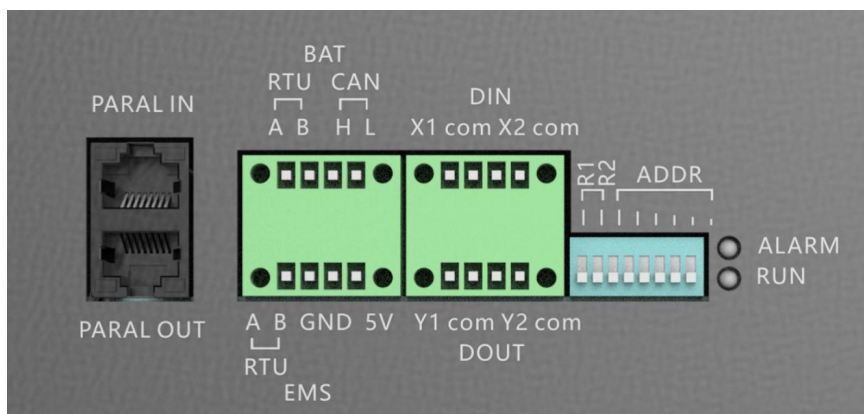 BAT
RTU CAN
PARAL IN
DIN
A B H L
X1 com X2 com
R1
R2
ADDR
ALARM
RUN
PARAL OUT
A B GND 5V
Y1 com Y2 com
RTU
DOUT
EMS